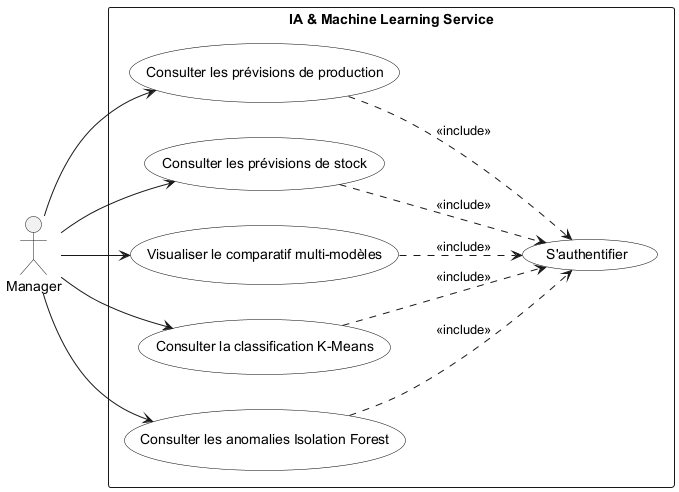 IA & Machine Learning Service
Consulter les prévisions de production
«include»
Consulter les prévisions de stock
«include»
Visualiser le comparatif multi-modèles
«include»
S'authentifier
«include»
Manager
Consulter la classification K-Means
«include»
Consulter les anomalies Isolation Forest